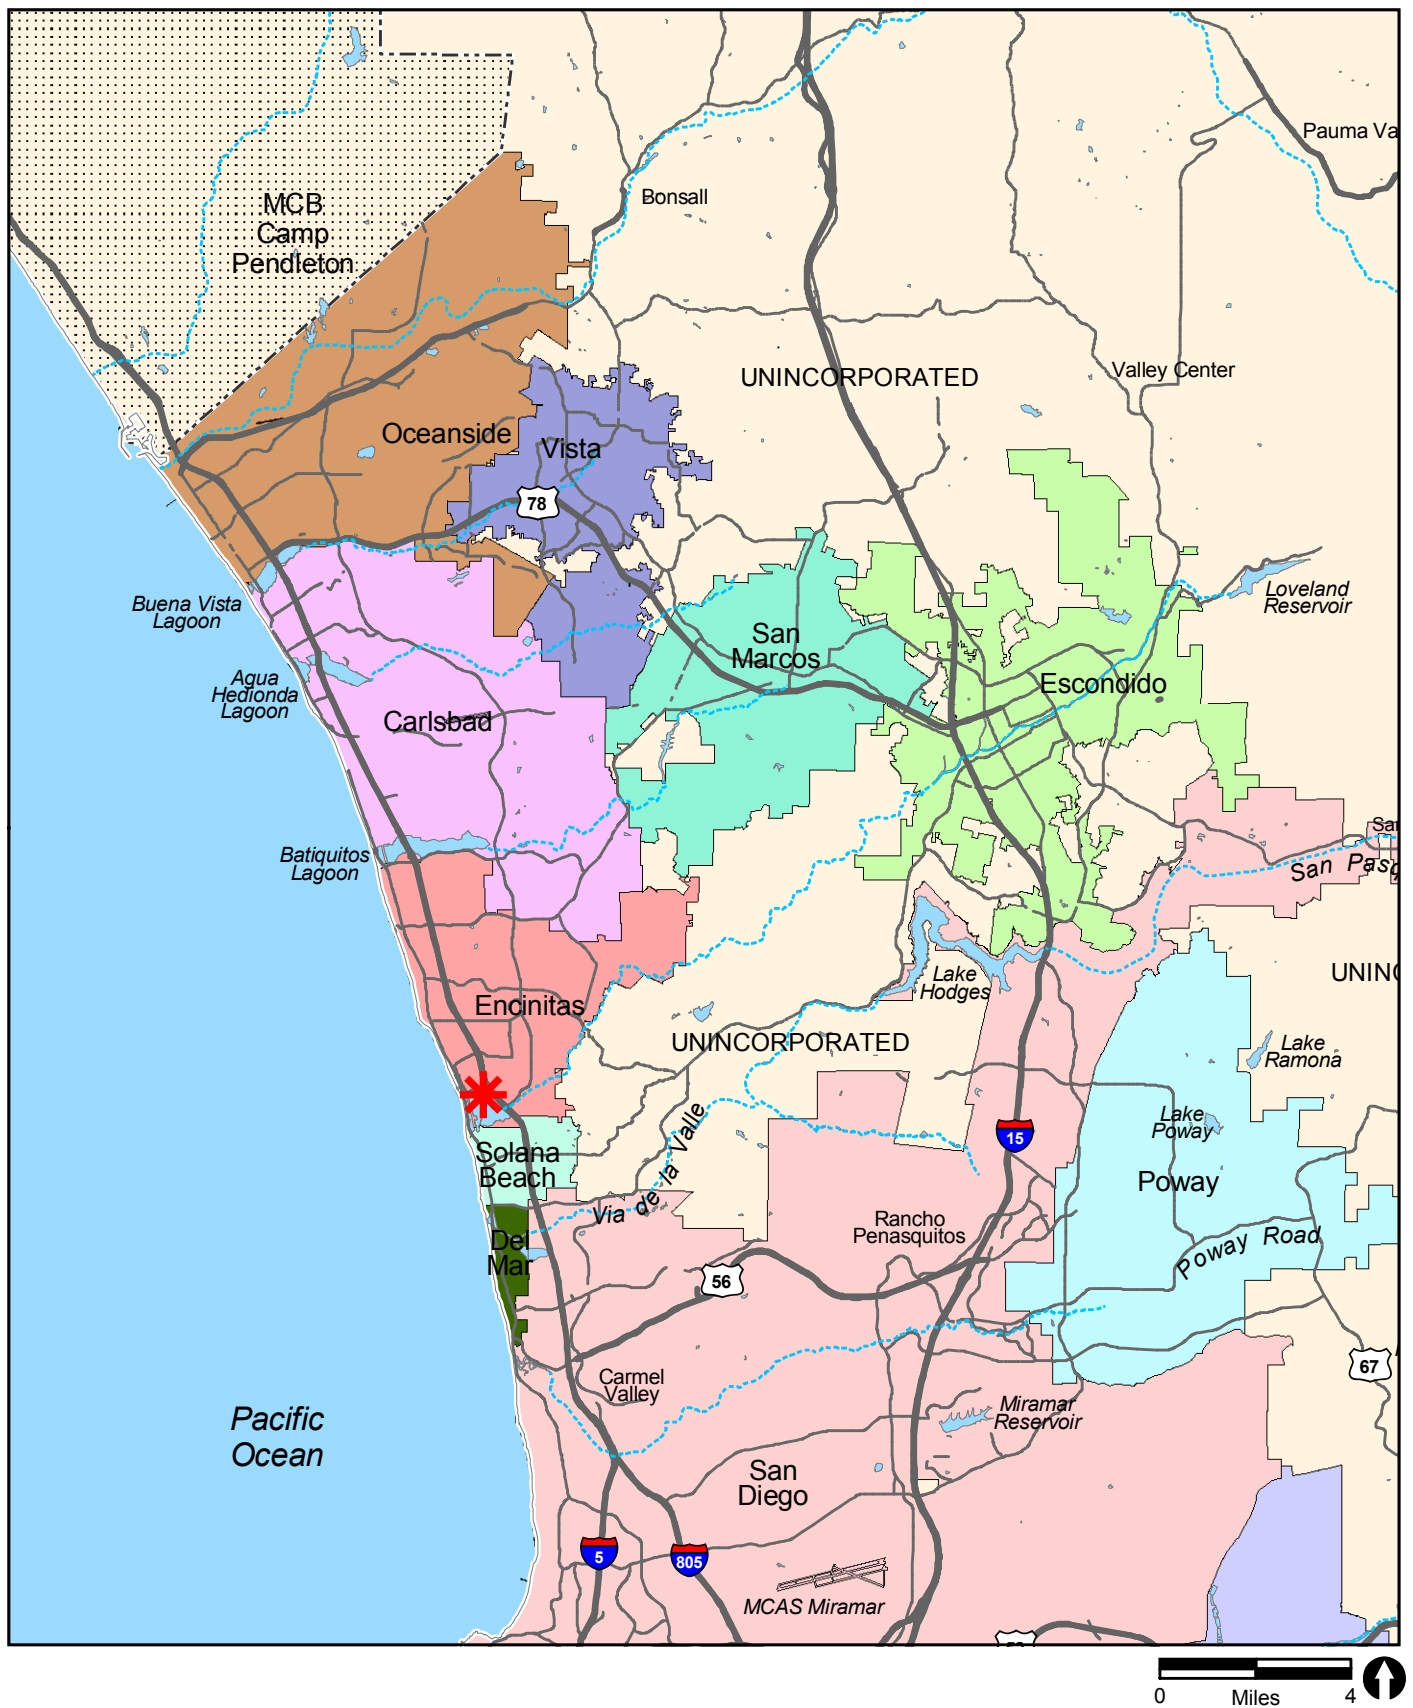 Pauma Va
MCB
Camp
Pendleton
Bonsall
UNINCORPORATED
Valley Center
Oceanside
Vista
78
Buena Vista
Lagoon
Loveland
Reservoir
San
Marcos
Agua
Hedionda
Lagoon
Escondido
Carlsbad
Batiquitos
Lagoon
San
San Pasq
Lake
Hodges
UNINC
Encinitas
UNINCORPORATED
Lake
Ramona
Lake
Poway
15
Solana
Beach
Via de la Valle
Poway
Rancho
Penasquitos
Del
Mar
Poway Road
56
67
Carmel
Valley
Miramar
Reservoir
Pacific
Ocean
San
Diego
5
805
MCAS Miramar
0 Miles 4